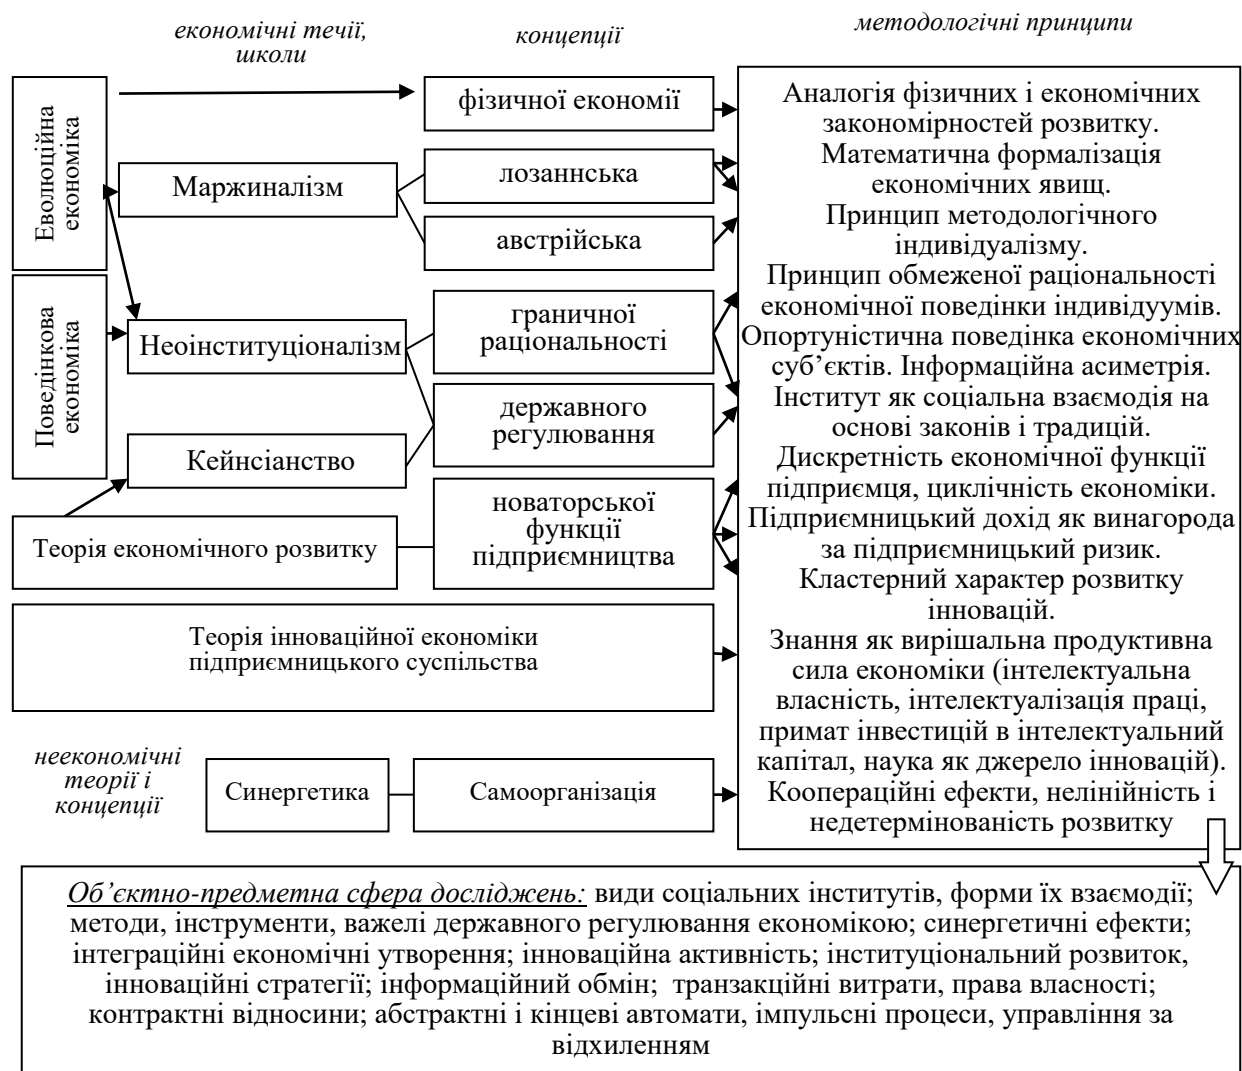 економічні течії,
школи
концепції
методологічні принципи
Еволюційна
економіка
Поведінкова
економіка
Маржиналізм
Неоінституціоналізм
Кейнсіанство
Теорія економічного розвитку
фізичної економії
лозаннська
австрійська
граничної
раціональності
державного
регулювання
новаторської
функції
підприємництва
Теорія інноваційної економіки
підприємницького суспільства
неекономічні
теорії і
концепції
Синергетика
Самоорганізація
Аналогія фізичних і економічних
закономірностей розвитку.
Математична формалізація
економічних явищ.
Принцип методологічного
індивідуалізму.
Принцип обмеженої раціональності
економічної поведінки індивідуумів.
Опортуністична поведінка економічних
суб’єктів. Інформаційна асиметрія.
Інститут як соціальна взаємодія на
основі законів і традицій.
Дискретність економічної функції
підприємця, циклічність економіки.
Підприємницький дохід як винагорода
за підприємницький ризик.
Кластерний характер розвитку
інновацій.
Знання як вирішальна продуктивна
сила економіки (інтелектуальна
власність, інтелектуалізація праці,
примат інвестицій в інтелектуальний
капітал, наука як джерело інновацій).
Коопераційні ефекти, нелінійність і
недетермінованість розвитку
Об’єктно-предметна сфера досліджень: види соціальних інститутів, форми їх взаємодії;
методи, інструменти, важелі державного регулювання економікою; синергетичні ефекти;
інтеграційні економічні утворення; інноваційна активність; інституціональний розвиток,
інноваційні стратегії; інформаційний обмін; транзакційні витрати, права власності;
контрактні відносини; абстрактні і кінцеві автомати, імпульсні процеси, управління за
відхиленням